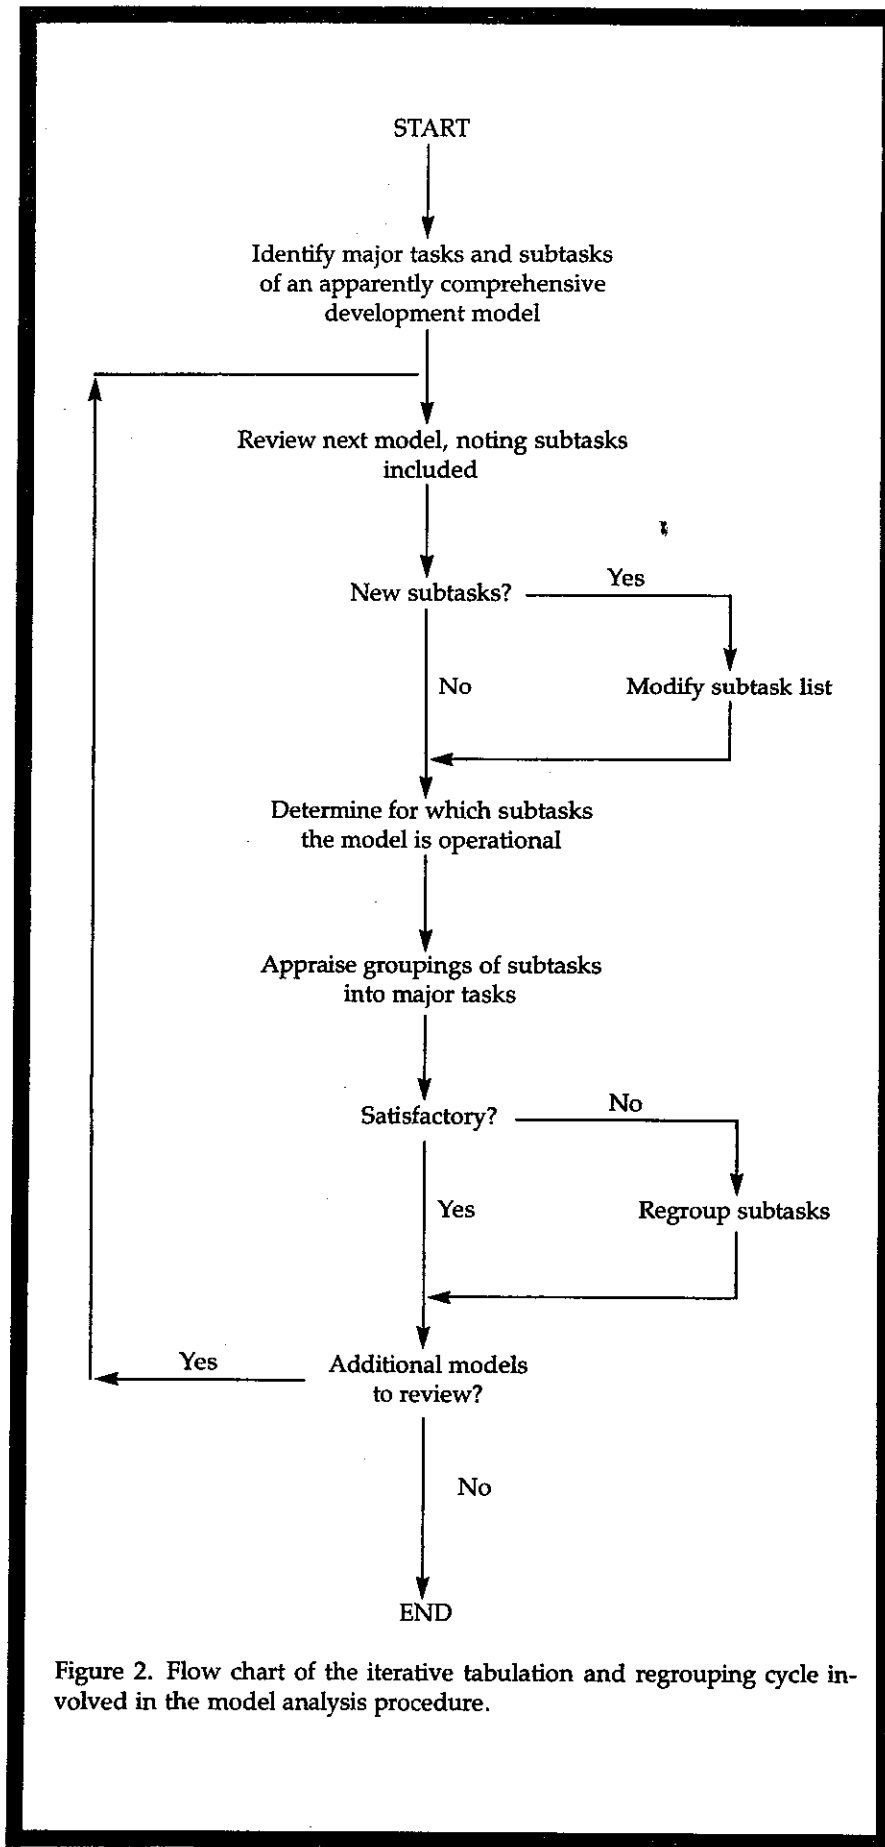 START
Identify major tasks and subtasks
of an apparently comprehensive
development model
Review next model, noting subtasks
included
New subtasks?
Yes
No
Modify subtask list
Determine for which subtasks
the model is operational
Appraise groupings of subtasks
into major tasks
Satisfactory?
No
Yes
Regroup subtasks
Additional models
to review?
Yes
No
END
Figure 2. Flow chart of the iterative tabulation and regrouping cycle in-
volved in the model analysis procedure.